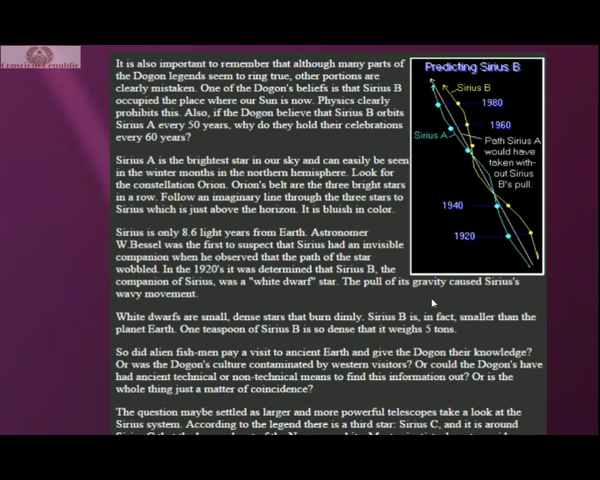 Conscious Republic
It is also important to remember that although many parts of
the Dogon legends seem to ring true, other portions are
clearly mistaken. One of the Dogon's beliefs is that Sirius B
occupied the place where our Sun is now. Physics clearly
prohibits this. Also, if the Dogon believe that Sirius B orbits
Sirius A every 50 years, why do they hold their celebrations
every 60 years?
Predicting Sirius B
Sirius B
1980
1960
Sirius A
Path Sirius A
would have
taken with-
out Sirius
B's pull.
1940
1920
Sirius A is the brightest star in our sky and can easily be seen
in the winter months in the northern hemisphere. Look for
the constellation Orion. Orion's belt are the three bright stars
in a row. Follow an imaginary line through the three stars to
Sirius which is just above the horizon. It is bluish in color.
Sirius is only 8.6 light years from Earth. Astronomer
W.Bessel was the first to suspect that Sirius had an invisible
companion when he observed that the path of the star
wobbled. In the 1920's it was determined that Sirius B, the
companion of Sirius, was a "white dwarf" star. The pull of its gravity caused Sirius's
wavy movement.
White dwarfs are small, dense stars that burn dimly. Sirius B is, in fact, smaller than the
planet Earth. One teaspoon of Sirius B is so dense that it weighs 5 tons.
So did alien fish-men pay a visit to ancient Earth and give the Dogon their knowledge?
Or was the Dogon's culture contaminated by western visitors? Or could the Dogon's have
had ancient technical or non-technical means to find this information out? Or is the
whole thing just a matter of coincidence?
The question maybe settled as larger and more powerful telescopes take a look at the
Sirius system. According to the legend there is a third star: Sirius C, and it is around